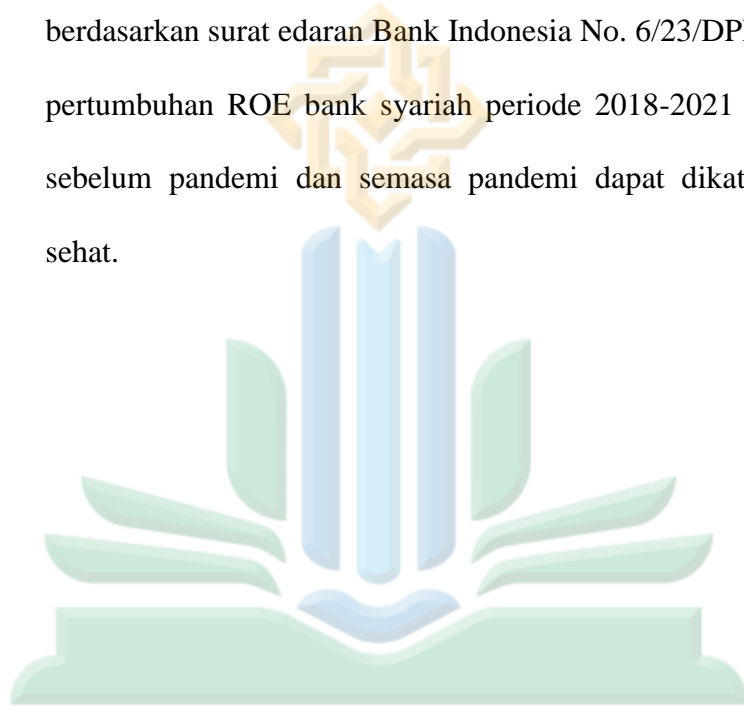 berdasarkan surat edaran Bank Indonesia No. 6/23/DP
pertumbuhan ROE bank syariah periode 2018-2021
sebelum pandemi dan semasa pandemi dapat dikat
sehat.